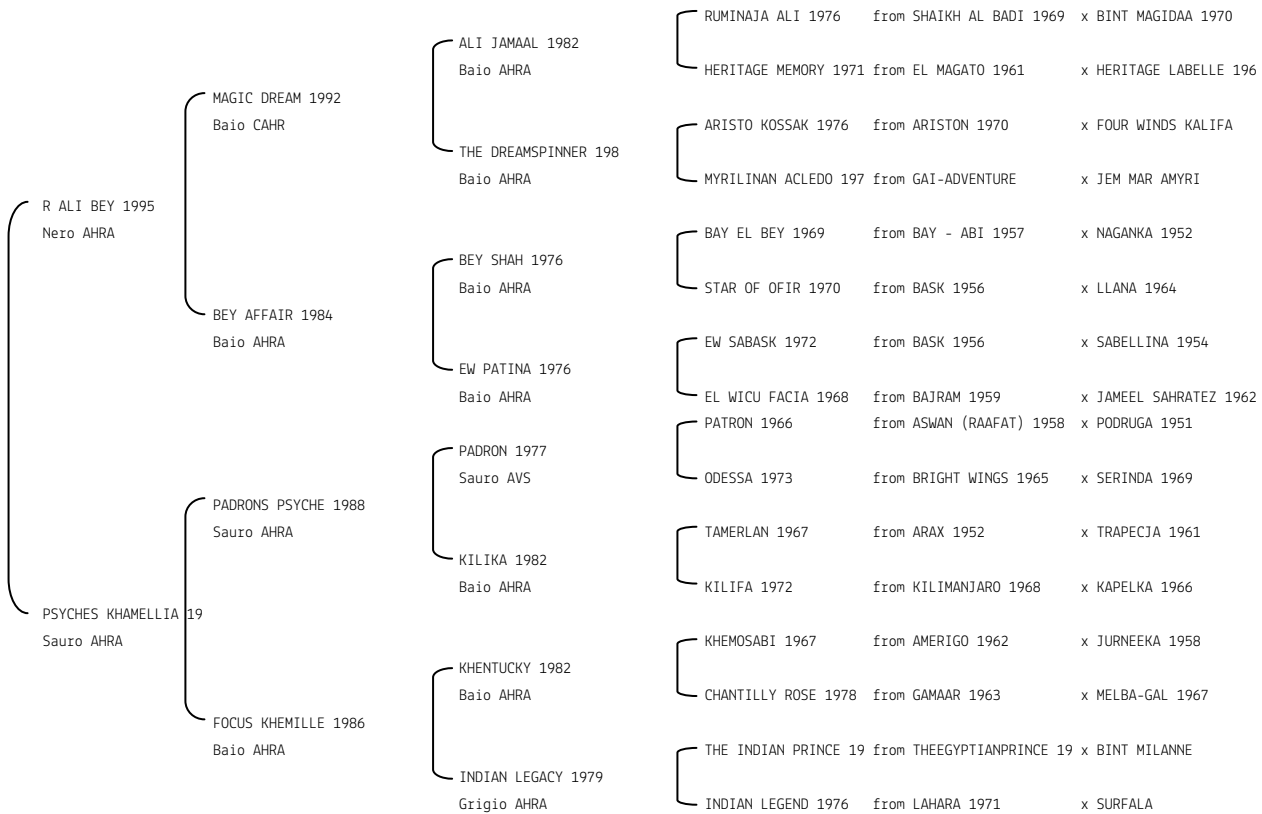 RUMINAJA ALI 1976 from SHAIKH AL BADI 1969 x BINT MAGIDAA 1970
ALI JAMAAL 1982
Baio AHRA
HERITAGE MEMORY 1971 from EL MAGATO 1961 x HERITAGE LABELLE 196
MAGIC DREAM 1992
Baio CAHR
ARISTO KOSSAK 1976 from ARISTON 1970 x FOUR WINDS KALIFA
THE DREAMSPINNER 198
Baio AHRA
MYRILINAN ACLEDO 197 from GAI-ADVENTURE x JEM MAR AMYRI
R ALI BEY 1995
Nero AHRA
BAY EL BEY 1969 from BAY - ABI 1957 x NAGANKA 1952
BEY SHAH 1976
Baio AHRA
STAR OF OFIR 1970 from BASK 1956 x LLANA 1964
BEY AFFAIR 1984
Baio AHRA
EW SABASK 1972 from BASK 1956 x SABELLINA 1954
EW PATINA 1976
Baio AHRA
EL WICU FACIA 1968 from BAJRAM 1959 x JAMEEL SAHRATEZ 1962
PATRON 1966 from ASWAN (RAAFAT) 1958 x PODRUGA 1951
PADRON 1977
Sauro AVS
ODESSA 1973 from BRIGHT WINGS 1965 x SERINDA 1969
PADRONS PSYCHE 1988
Sauro AHRA
TAMERLAN 1967 from ARAX 1952 x TRAPECJA 1961
KILIKA 1982
Baio AHRA
KILIFA 1972 from KILIMANJARO 1968 x KAPELKA 1966
PSYCHES KHAMELLIA 19
Sauro AHRA
KHEMOSABI 1967 from AMERIGO 1962 x JURNEEKA 1958
KHENTUCKY 1982
Baio AHRA
CHANTILLY ROSE 1978 from GAMAAR 1963 x MELBA-GAL 1967
FOCUS KHEMILLE 1986
Baio AHRA
THE INDIAN PRINCE 19 from THEEGYPTIANPRINCE 19 x BINT MILANNE
INDIAN LEGACY 1979
Grigio AHRA
INDIAN LEGEND 1976 from LAHARA 1971 x SURFALA